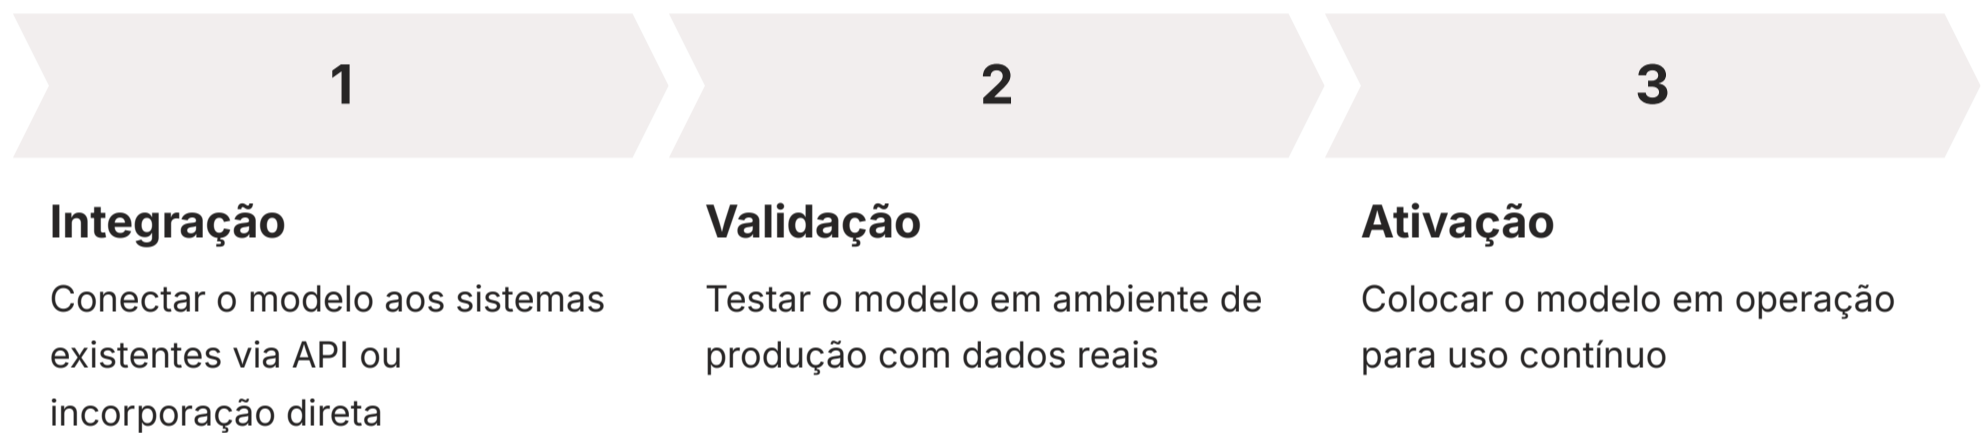 1
2
3
Integração
Conectar o modelo aos sistemas
existentes via API ou
incorporação direta
Validação
Testar o modelo em ambiente de
produção com dados reais
Ativação
Colocar o modelo em operação
para uso contínuo